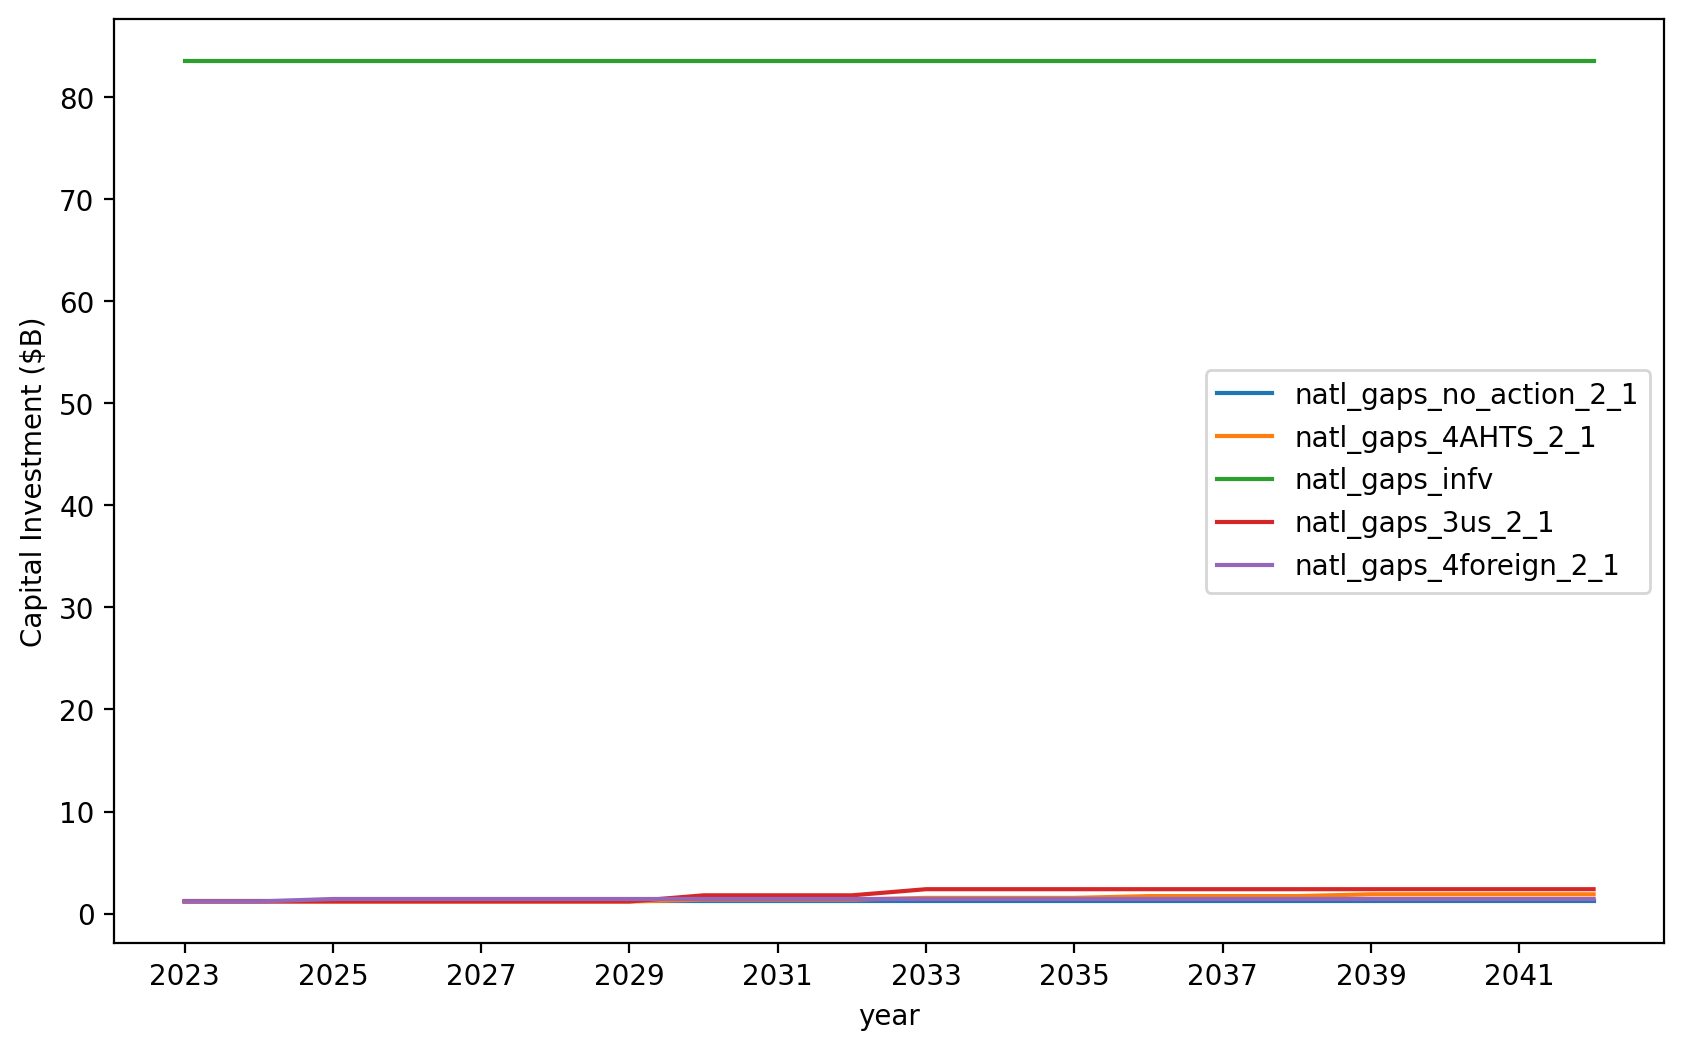 80
70
60
50
40
30
20
10
0
Capital Investment ($B)
natl_gaps_no_action_2_1
natl_gaps_4AHTS_2_1
natl_gaps_infv
natl_gaps_3us_2_1
natl_gaps_4foreign_2_1
2023 2025 2027 2029 2031 2033 2035 2037 2039 2041
year